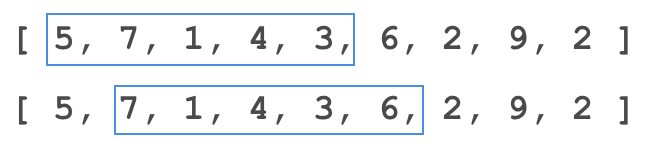 [ 5, 7, 1, 4, 3, 6, 2, 9, 2 ]
[ 5, 7, 1, 4, 3, 6, 2, 9, 2 ]